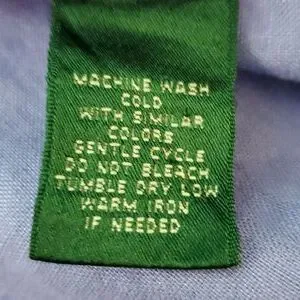 MACHINE WASH
COLD
WITH SIMILAR
COLORS
GENTLE CYCLE
DO NOT BLEACH
TUMBLE DRY LOW
WARM IRON
IF NEEDED